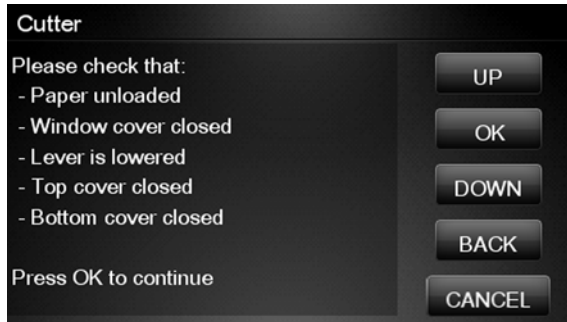 Cutter
Please check that:
- Paper unloaded
- Window cover closed
- Lever is lowered
- Top cover closed
- Bottom cover closed
Press OK to continue
UP
OK
DOWN
BACK
CANCEL